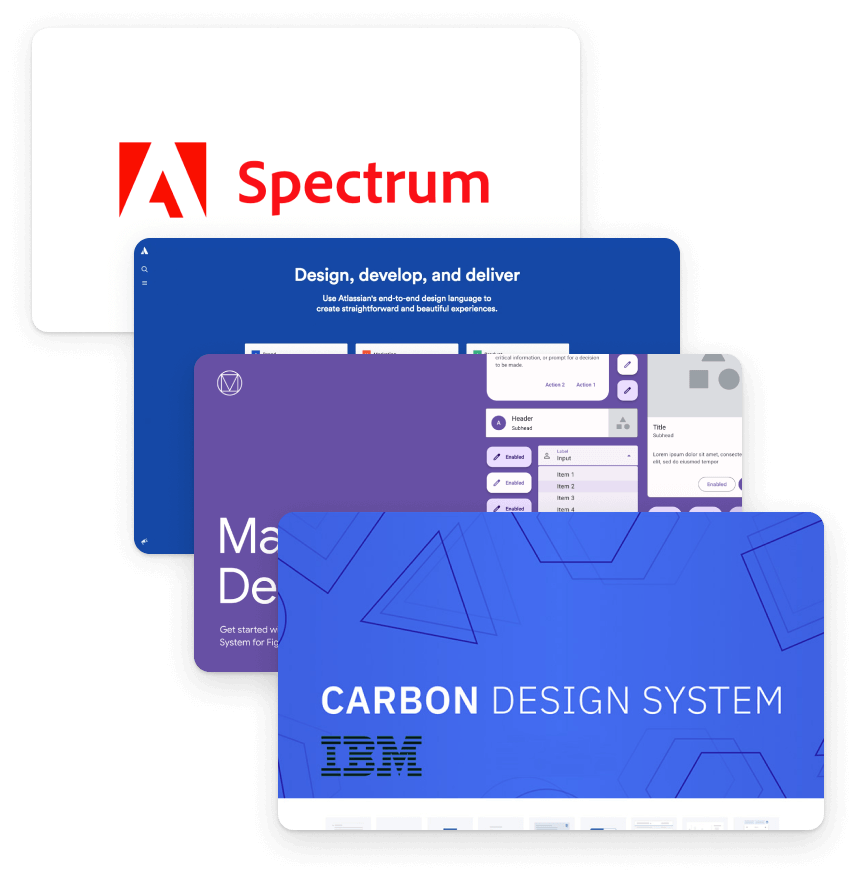 Spectrum
Design, develop, and deliver
Use Atlassian's end-to-end design language to
create straightforward and beautiful experiences.
critical information, or prompt for a decision
to be made.
Action 2 Action 1
A Header
Subhead
Enabled
Label
Input
Enabled
Item 1
Item 2
Item 3
Enabled
Item 4
Title
Subhead
Lorem ipsum dolor sit amet, consecte
elit, sed do eiusmod tempor
Enabled
Ma
De
Get started w
System for Fig
CARBON DESIGN SYSTEM
IBM